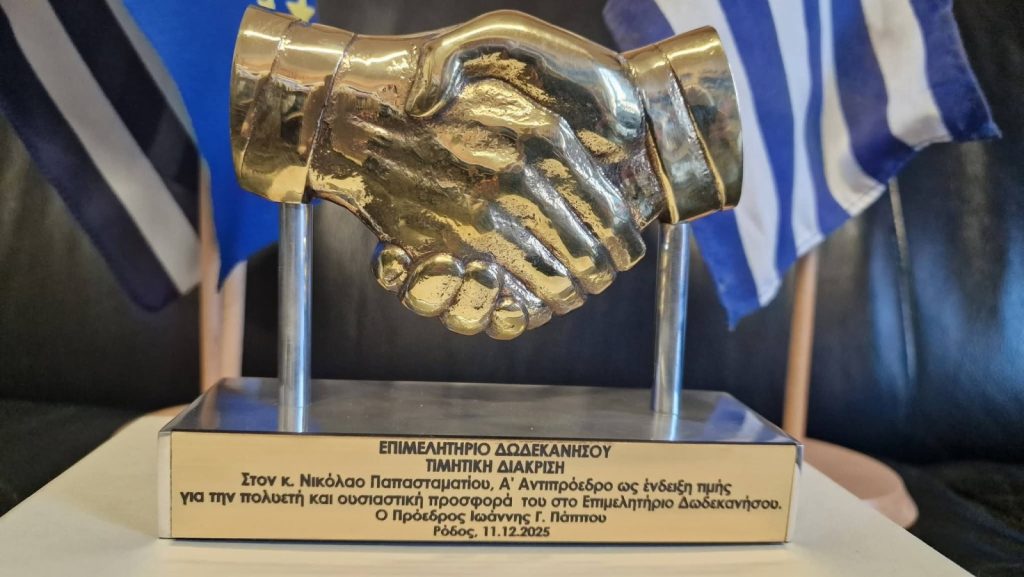 ΕΠΙΜΕΛΗΤΗΡΙΟ ΔΩΔΕΚΑΝΗΣΟΥ
ΤΙΜΗΤΙΚΗ ΔΙΑΚΡΙΣΗ
Στον κ. Νικόλαο Παπασταματίου, Α' Αντιπρόεδρο ως ένδειξη τιμής
για την πολυετή και ουσιαστική προσφορά του στο Επιμελητήριο Δωδεκανήσου.
Ο Πρόεδρος Ιωάννης Γ. Πάππου
Ρόδος, 11.12.2025